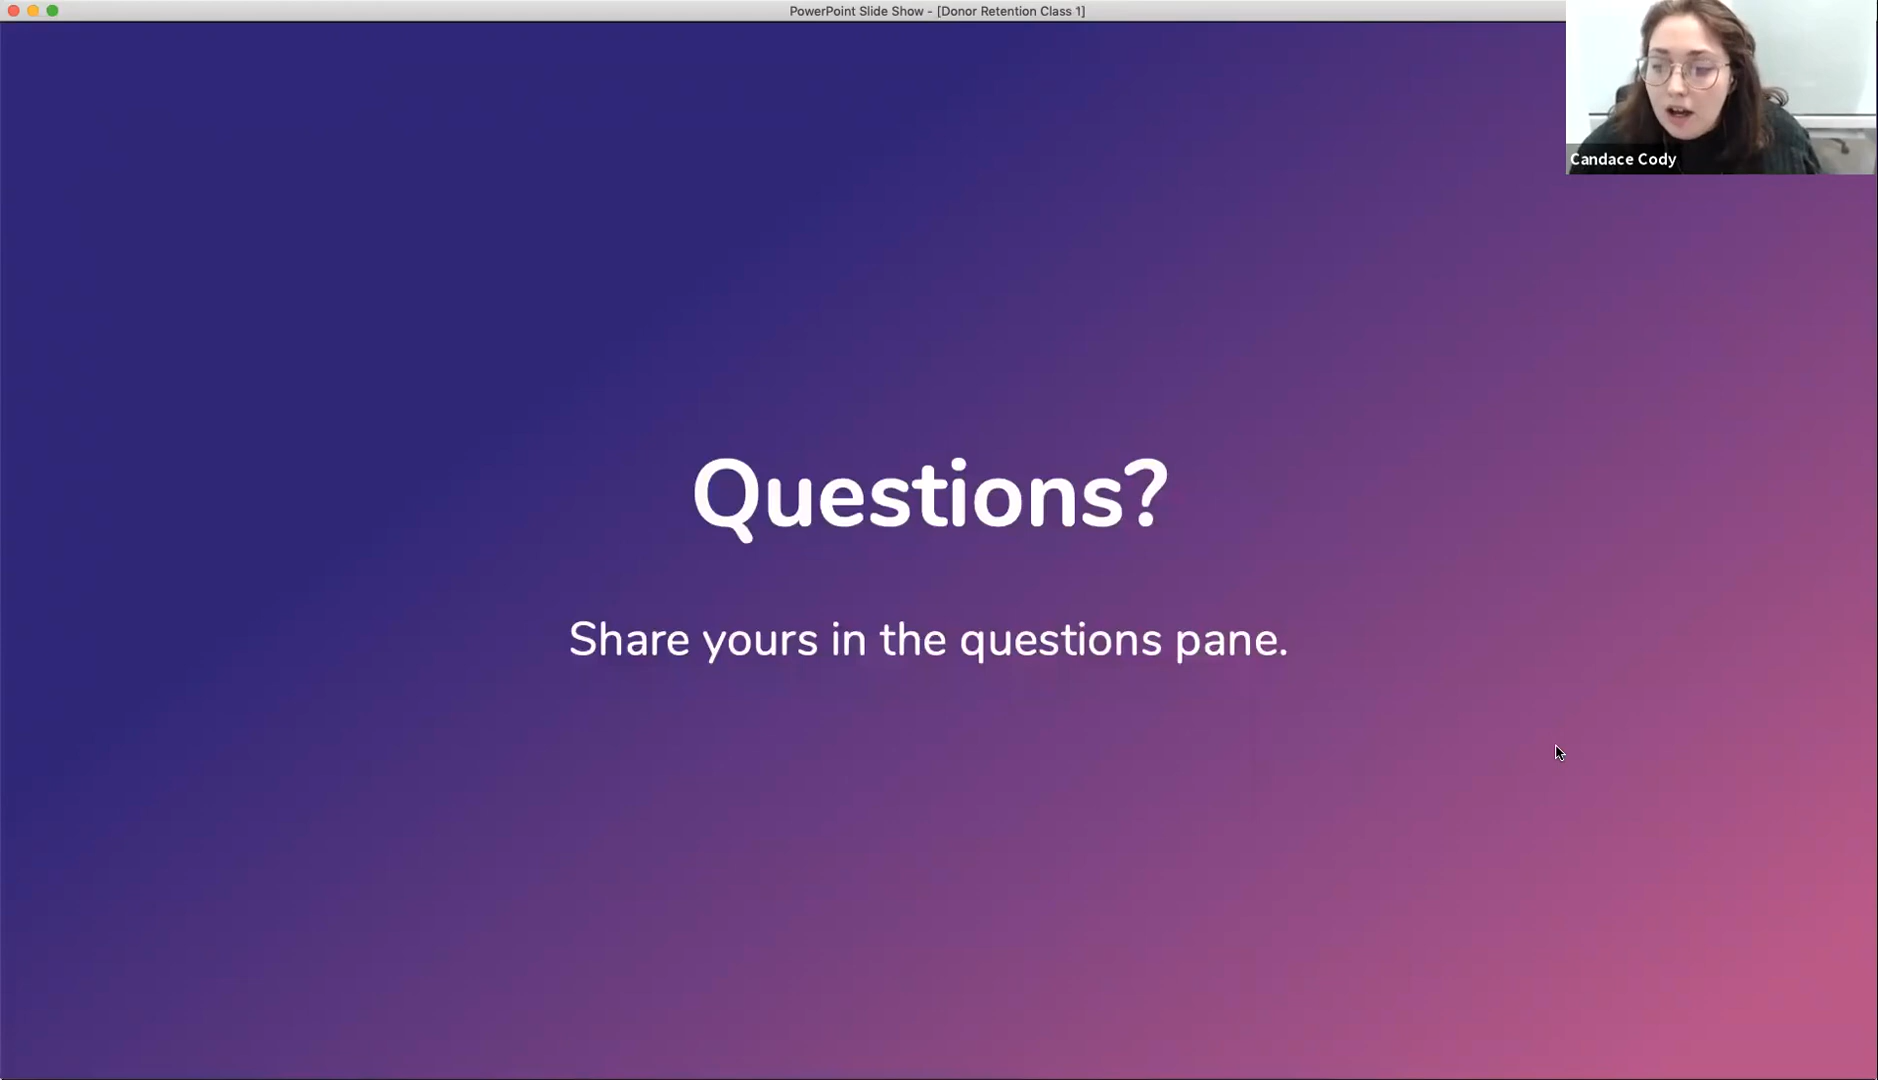 PowerPoint Slide Show - [Donor Retention Class 1]
Candace Cody
Questions?
Share yours in the questions pane.